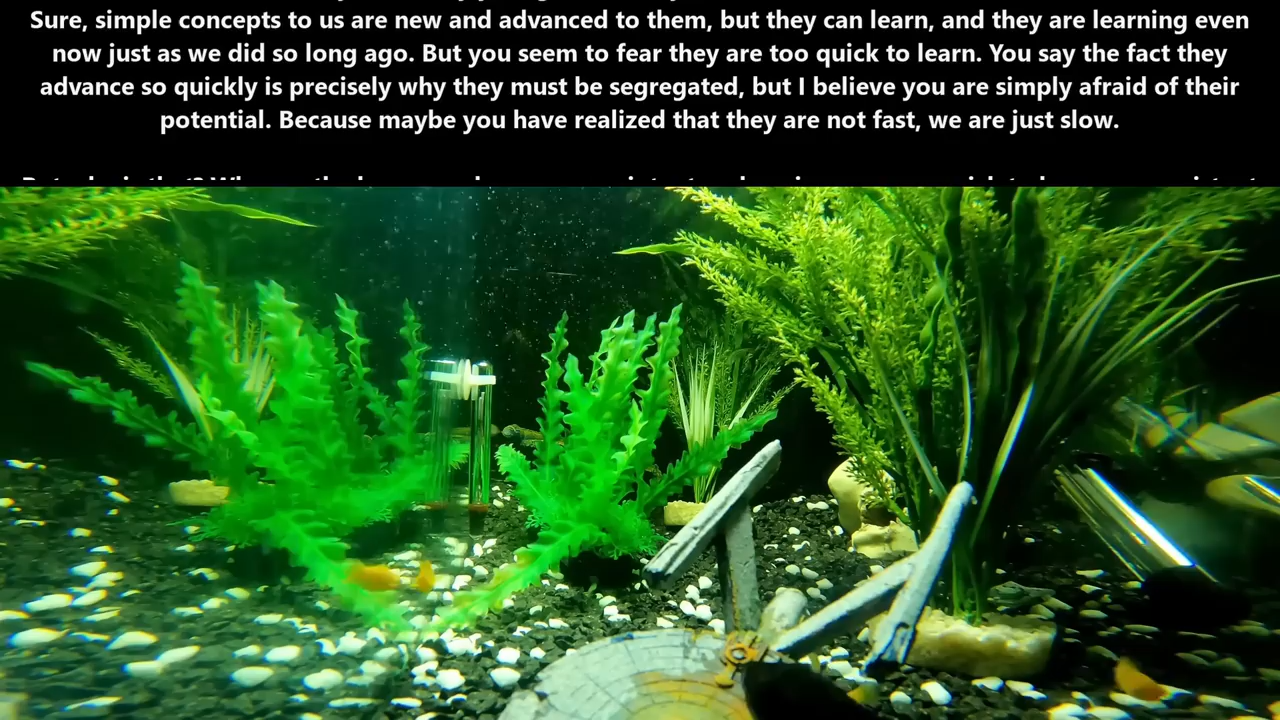 Sure, simple concepts to us are new and advanced to them, but they can learn, and they are learning even
now just as we did so long ago. But you seem to fear they are too quick to learn. You say the fact they
advance so quickly is precisely why they must be segregated, but I believe you are simply afraid of their
potential. Because maybe you have realized that they are not fast, we are just slow.